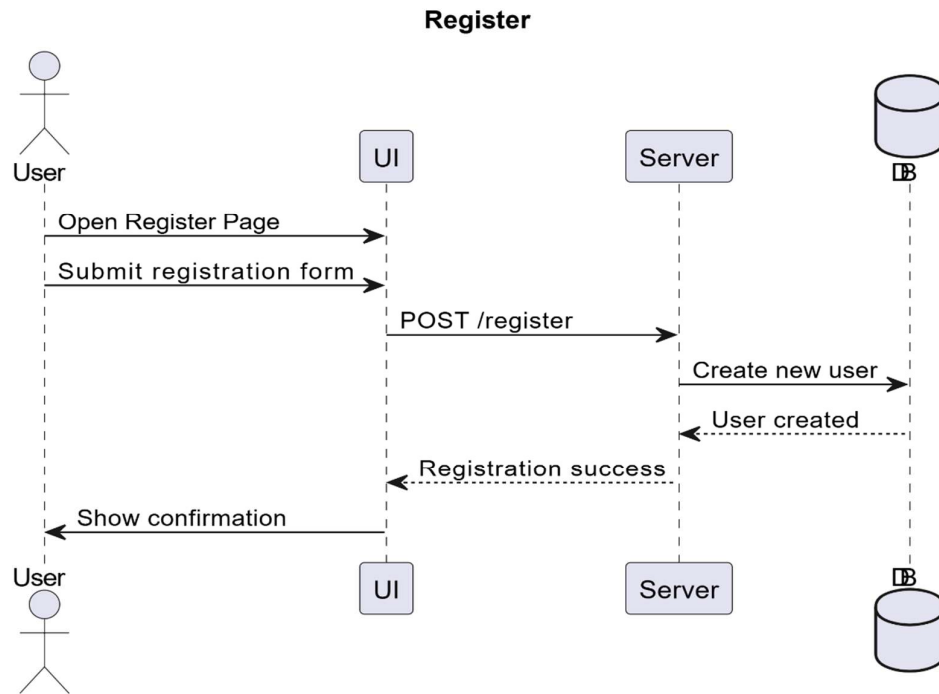 Register
User
UI
Server
DB
Open Register Page
Submit registration form
POST /register
Create new user
User created
Registration success
Show confirmation
User
UI
Server
DB